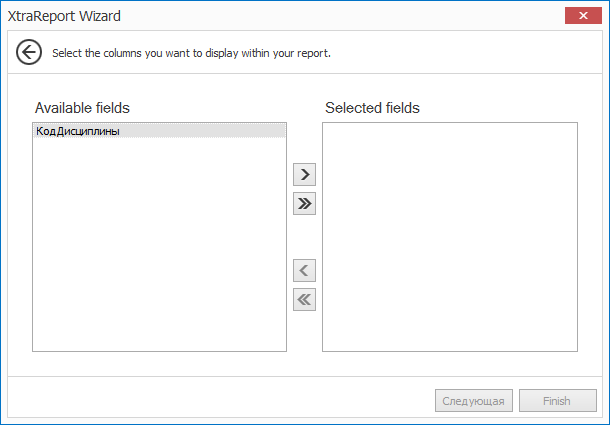 XtraReport Wizard
Select the columns you want to display within your report.
Available fields
Selected fields
КодДисциплины
Следующая
Finish